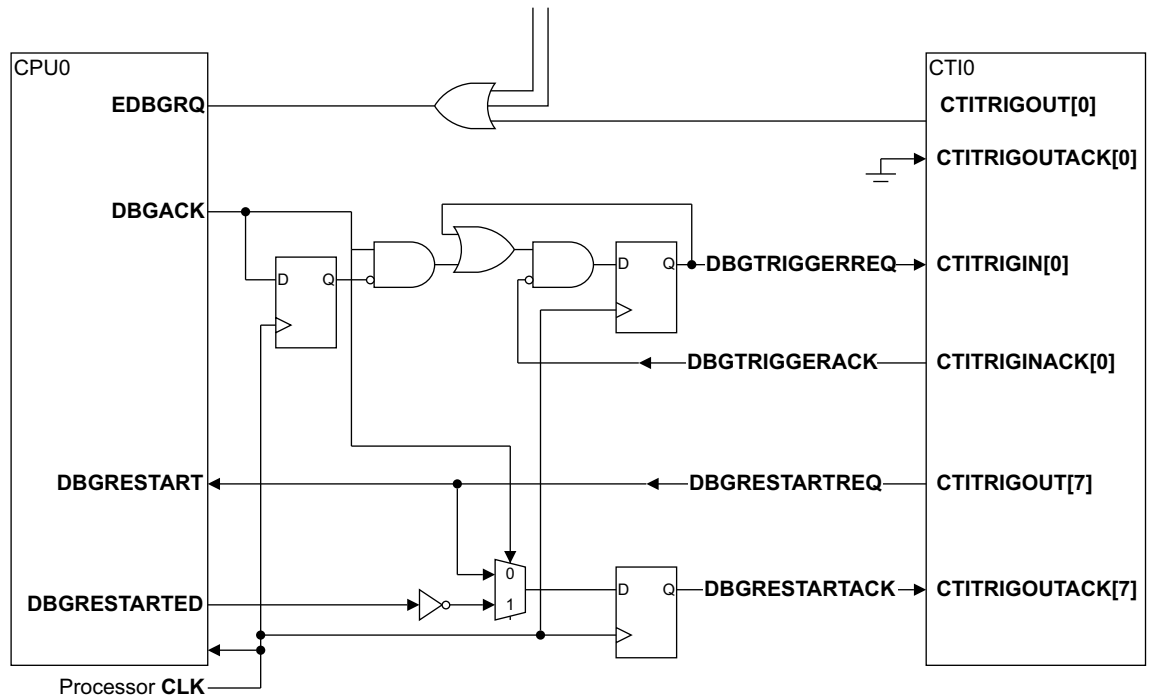 CPU0
CTI0
EDBGRQ
CTITRIGOUT[0]
CTITRIGOUTACK[0]
DBGACK
D Q
DBGTRIGGERREQ
CTITRIGIN[0]
D Q
DBGTRIGGERACK
CTITRIGINACK[0]
DBGRESTART
DBGRESTARTREQ
CTITRIGOUT[7]
0
1
D Q
DBGRESTARTACK
CTITRIGOUTACK[7]
DBGRESTARTED
Processor CLK